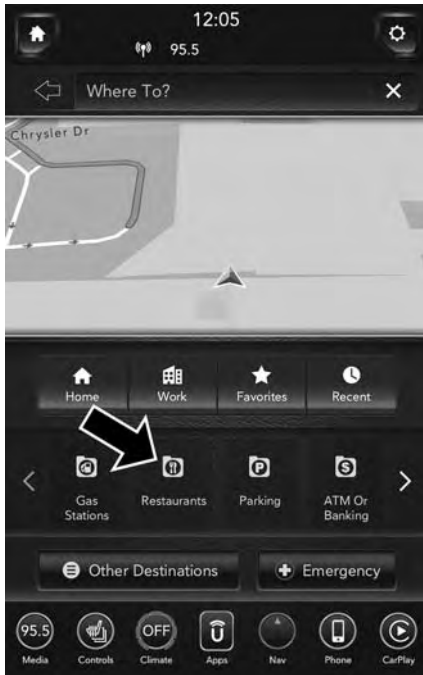 12:05
95.5
Where To?
Chrysler Dr
Home Work Favorites Recent
P S
Gas Stations Restaurants Parking ATM Or Banking
Other Destinations Emergency
95.5 OFF
Media Controls Climate Apps Nav Phone CarPlay